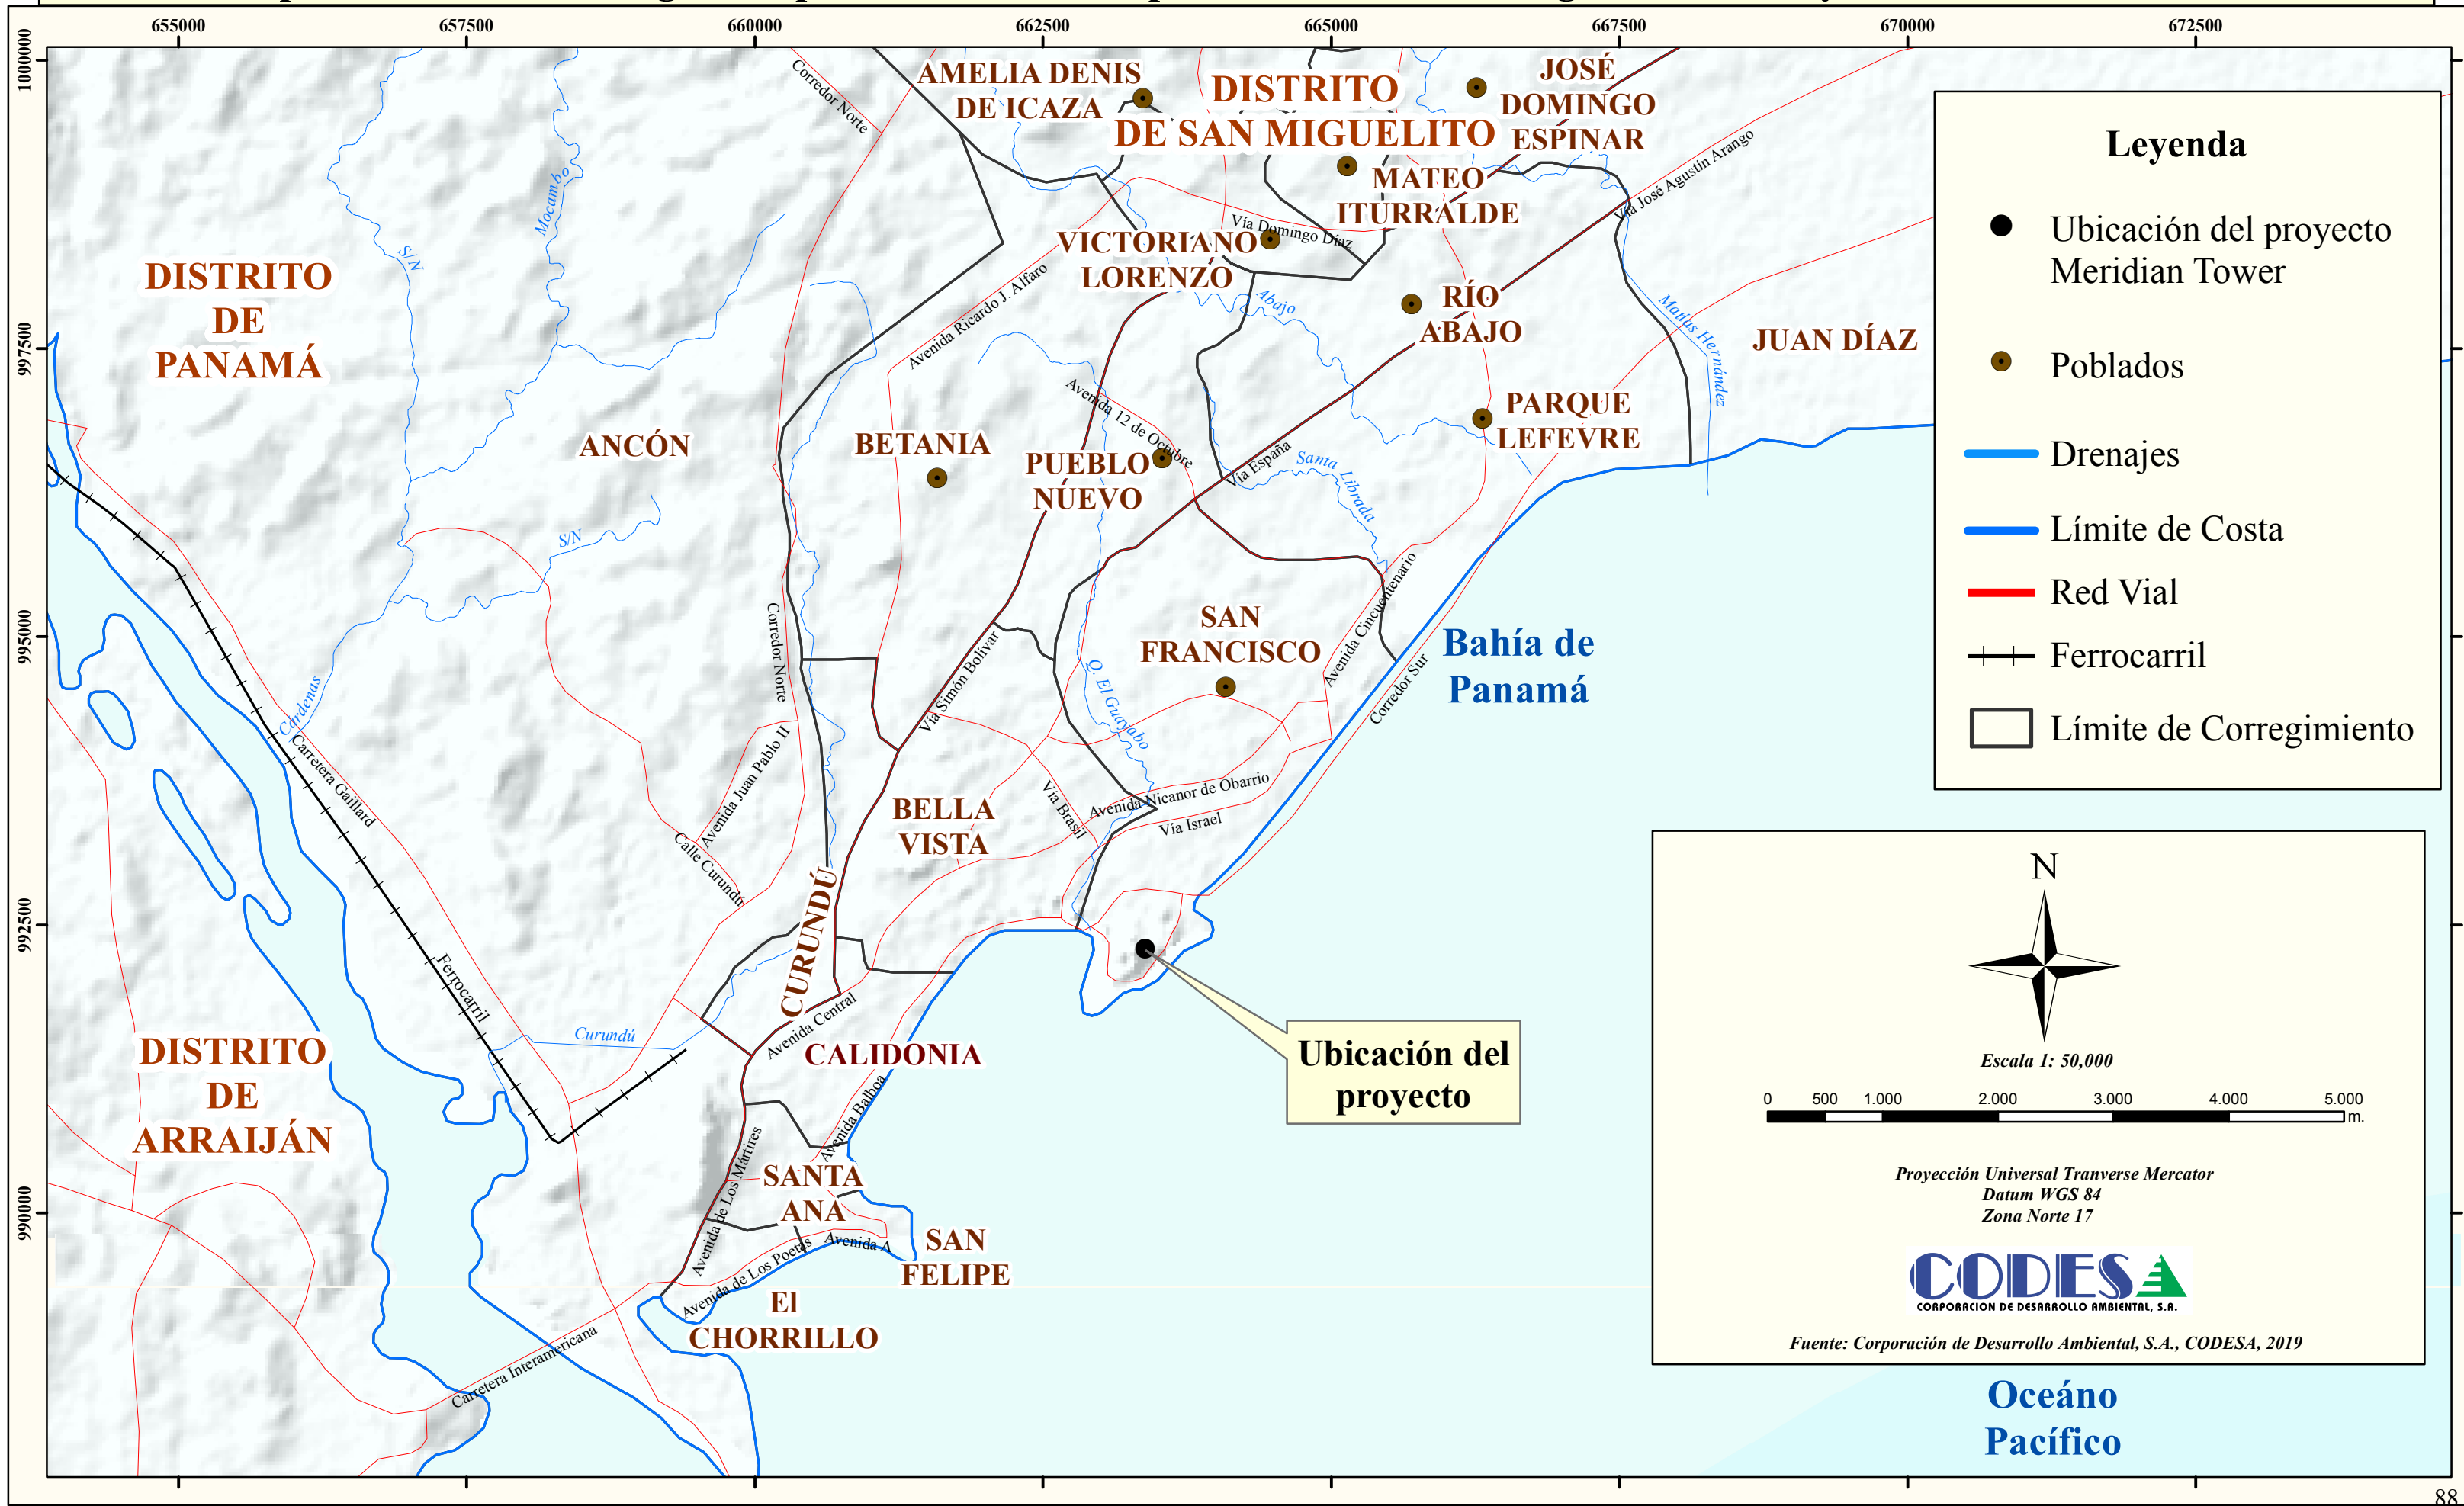 655000
657500
660000
662500
665000
667500
670000
672500
1000000
997500
995000
992500
990000
Corredor Norte
AMELIA DENIS
DE ICAZA
DISTRITO
DE SAN MIGUELITO
JOSÉ
DOMINGO
ESPINAR
MATEO
ITURRALDE
Vía José Agustín Arango
Vía Domingo Díaz
VICTORIANO
LORENZO
Mocambo
S/N
DISTRITO
DE
PANAMÁ
Avenida Ricardo J. Alfaro
Abajo
RÍO
ABAJO
Matías Hernández
JUAN DÍAZ
ANCÓN
BETANIA
Avenida 12 de Octubre
PUEBLO
NUEVO
Vía España
Santa Librada
PARQUE
LEFEVRE
S/N
Corredor Norte
Vía Simón Bolívar
SAN
FRANCISCO
Avenida Cincuentenario
Q. El Guayabo
Corredor Sur
Bahía de
Panamá
Cárdenas
Carretera Gaillard
Avenida Juan Pablo II
Calle Curundú
BELLA
VISTA
Vía Brasil
Avenida Nicanor de Obarrio
Vía Israel
CURUNDÚ
Ferrocarril
Curundú
Avenida Central
CALIDONIA
Avenida Balboa
Ubicación del
proyecto
DISTRITO
DE
ARRAIJÁN
Avenida de Los Mártires
SANTA
ANA
Avenida A
SAN
FELIPE
Avenida de Los Poetas
El
CHORRILLO
Carretera Interamericana
Leyenda
Ubicación del proyecto
Meridian Tower
Poblados
Drenajes
Límite de Costa
Red Vial
Ferrocarril
Límite de Corregimiento
N
Escala 1: 50,000
0 500 1.000 2.000 3.000 4.000 5.000
m.
Proyección Universal Tranverse Mercator
Datum WGS 84
Zona Norte 17
CODESA
CORPORACION DE DESARROLLO AMBIENTAL, S.A.
Fuente: Corporación de Desarrollo Ambiental, S.A., CODESA, 2019
Oceáno
Pacífico
88